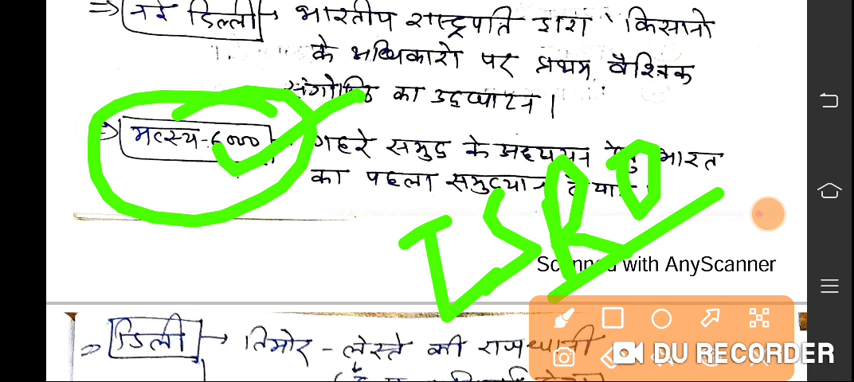 ⇒ नई डिल्ली → भारतीय राष्ट्रपति द्वारा 'किसानो
के अधिकारो पर प्रथम वैश्विक
संगोष्ठि का उदघाटन।
⇒ मत्स्य-6000 गहरे समुद्र के अध्ययन हेतु भारत
का पहला समुद्रयान तैयार
ISRO
Scanned with AnyScanner
⇒ डिली → तिमोर-लेस्ते की राजधानी
DU RECORDER